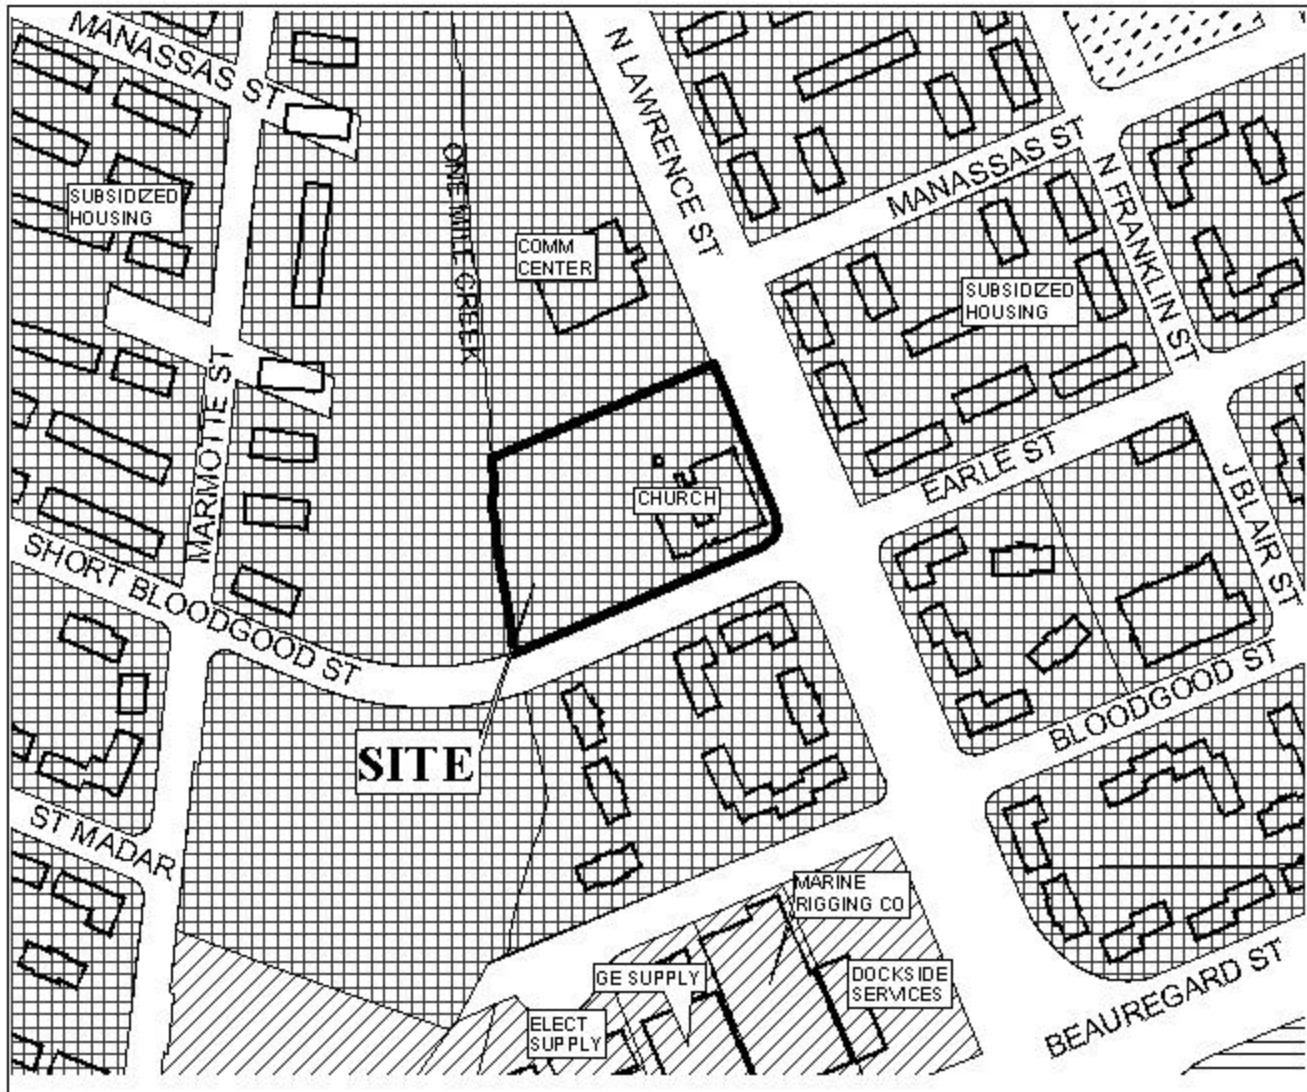 MANASSAS ST
N LAWRENCE ST
ONE MILE CREEK
MANASSAS ST
N FRANKLIN ST
SUBSIDIZED
HOUSING
COMM
CENTER
SUBSIDIZED
HOUSING
MARMOTTE ST
CHURCH
EARLE ST
J BLAIR ST
SHORT BLOODGOOD ST
BLOODGOOD ST
SITE
ST MADAR
MARINE
RIGGING CO
GE SUPPLY
DOCKSIDE
SERVICES
ELECT
SUPPLY
BEAUREGARD ST